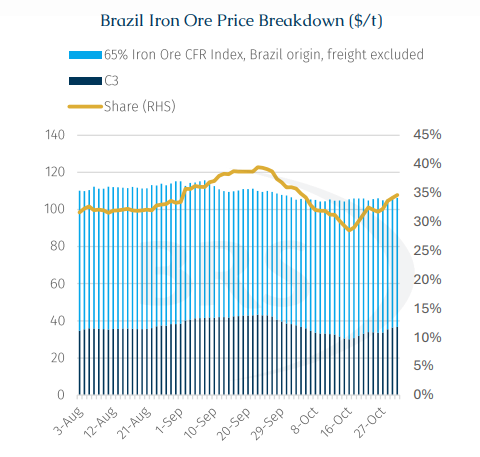 Brazil Iron Ore Price Breakdown ($/t)
65% Iron Ore CFR Index, Brazil origin, freight excluded
C3
Share (RHS)
140 45%
120 40%
100 35%
80 30%
60 25%
40 20%
20 15%
0 10%
5%
0%
3-Aug 12-Aug 21-Aug 1-Sep 10-Sep 20-Sep 29-Sep 8-Oct 16-Oct 27-Oct